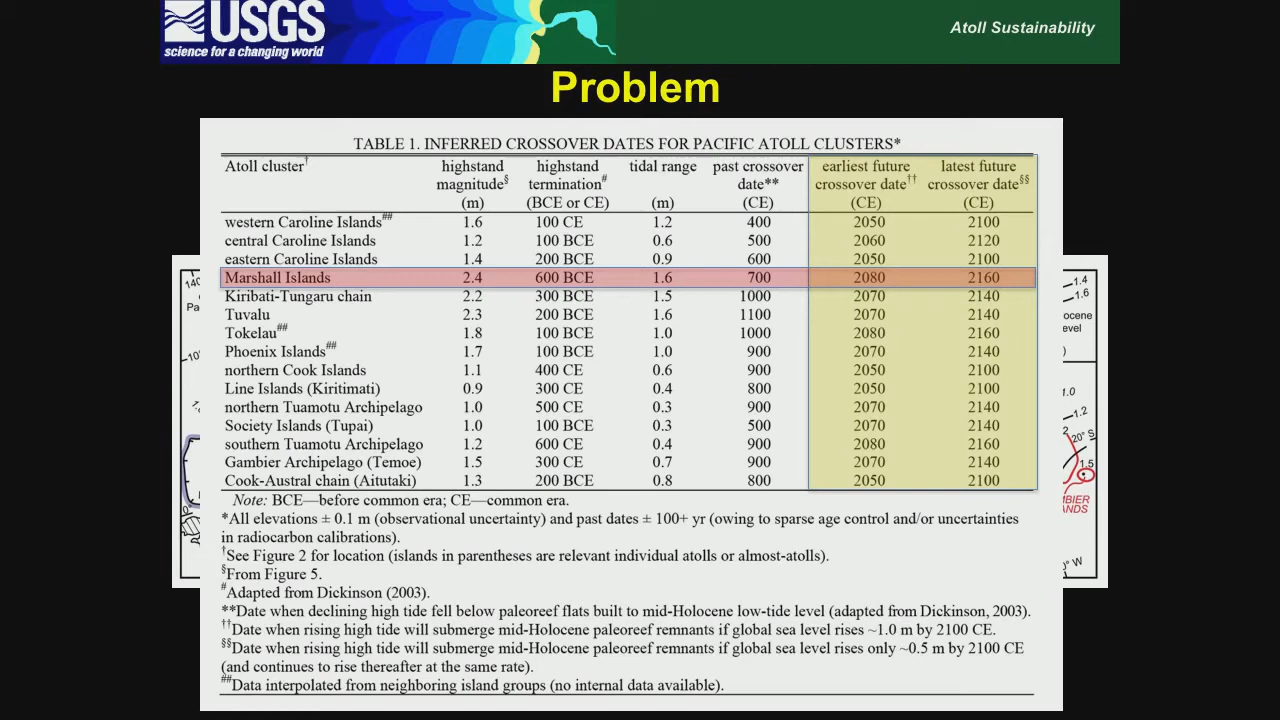 USGS
science for a changing world
Atoll Sustainability
Problem
TABLE 1. INFERRED CROSSOVER DATES FOR PACIFIC ATOLL CLUSTERS*
Atoll cluster† highstand magnitude§ (m) highstand termination# (BCE or CE) tidal range (m) past crossover date** (CE) earliest future crossover date†† (CE) latest future crossover date§§ (CE)
western Caroline Islands## 1.6 100 CE 1.2 400 2050 2100
central Caroline Islands 1.2 100 BCE 0.6 500 2060 2120
eastern Caroline Islands 1.4 200 BCE 0.9 600 2050 2100
Marshall Islands 2.4 600 BCE 1.6 700 2080 2160
Kiribati-Tungaru chain 2.2 300 BCE 1.5 1000 2070 2140
Tuvalu 2.3 200 BCE 1.6 1100 2070 2140
Tokelau## 1.8 100 BCE 1.0 1000 2080 2160
Phoenix Islands## 1.7 100 BCE 1.0 900 2070 2140
northern Cook Islands 1.1 400 CE 0.6 900 2050 2100
Line Islands (Kiritimati) 0.9 300 CE 0.4 800 2050 2100
northern Tuamotu Archipelago 1.0 500 CE 0.3 900 2070 2140
Society Islands (Tupai) 1.0 100 BCE 0.3 500 2070 2140
southern Tuamotu Archipelago 1.2 600 CE 0.4 900 2080 2160
Gambier Archipelago (Temoe) 1.5 300 CE 0.7 900 2070 2140
Cook-Austral chain (Aitutaki) 1.3 200 BCE 0.8 800 2050 2100
Note: BCE—before common era; CE—common era.
*All elevations ± 0.1 m (observational uncertainty) and past dates ± 100+ yr (owing to sparse age control and/or uncertainties
in radiocarbon calibrations).
†See Figure 2 for location (islands in parentheses are relevant individual atolls or almost-atolls).
§From Figure 5.
#Adapted from Dickinson (2003).
**Date when declining high tide fell below paleoreef flats built to mid-Holocene low-tide level (adapted from Dickinson, 2003).
††Date when rising high tide will submerge mid-Holocene paleoreef remnants if global sea level rises ~1.0 m by 2100 CE.
§§Date when rising high tide will submerge mid-Holocene paleoreef remnants if global sea level rises only ~0.5 m by 2100 CE
(and continues to rise thereafter at the same rate).
##Data interpolated from neighboring island groups (no internal data available).
1.4
1.6
1.0
1.2
20° S
1.5
° W